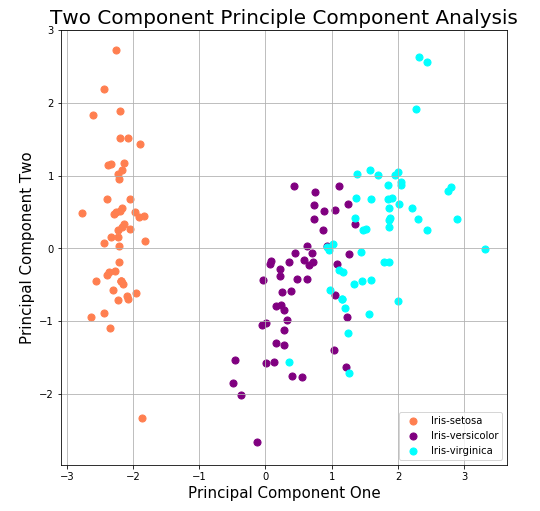 Two Component Principle Component Analysis
3
2
1
0
−1
−2
Principal Component Two
−3
−2
−1
0
1
2
3
Principal Component One
Iris-setosa
Iris-versicolor
Iris-virginica